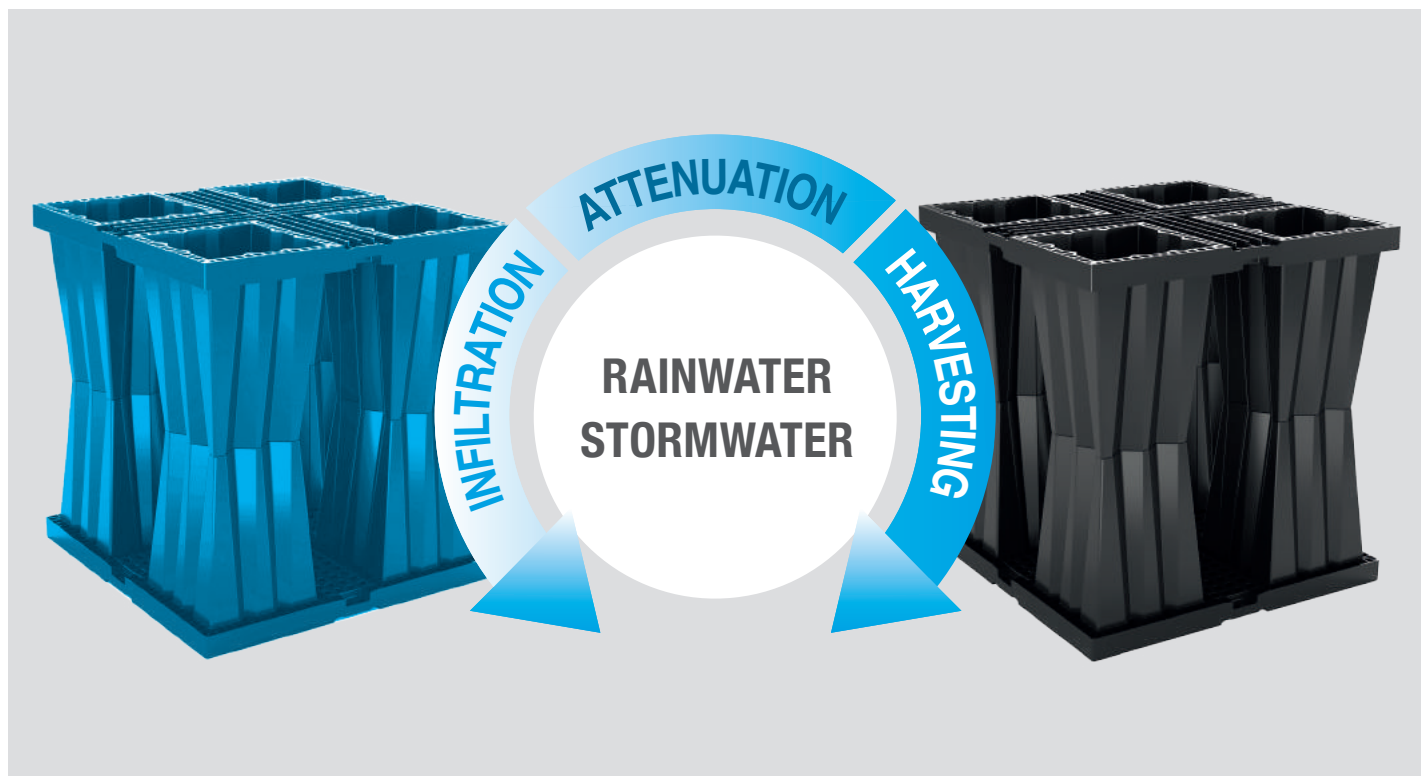 INFILTRATION
ATTENUATION
HARVESTING
RAINWATER
STORMWATER